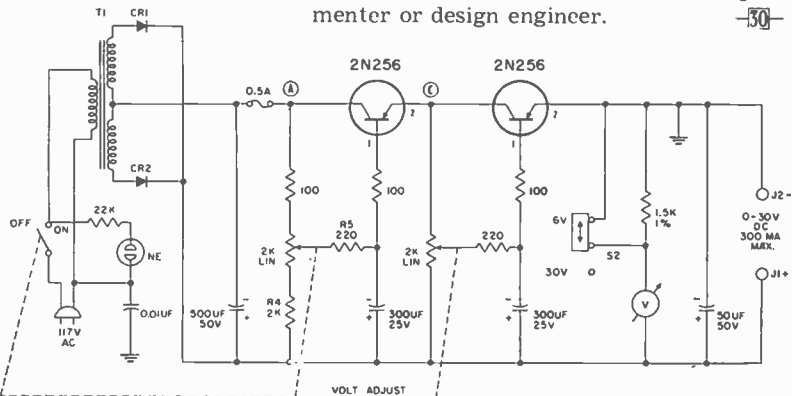 menter or design engineer.
30
T1
CR1
CR2
2N256
2N256
0.5A
A
C
2
2
1
1
100
100
100
OFF
ON
22K
NE
0.01UF
117V
AC
500UF
50V
-
+
2K
LIN
R4
2K
R5
220
300UF
25V
-
+
2K
LIN
220
300UF
25V
-
+
6V
30V
S2
1.5K
1%
V
50UF
50V
-
+
J2-
0-30V
DC
300 MA
MAX.
J1+
VOLT ADJUST